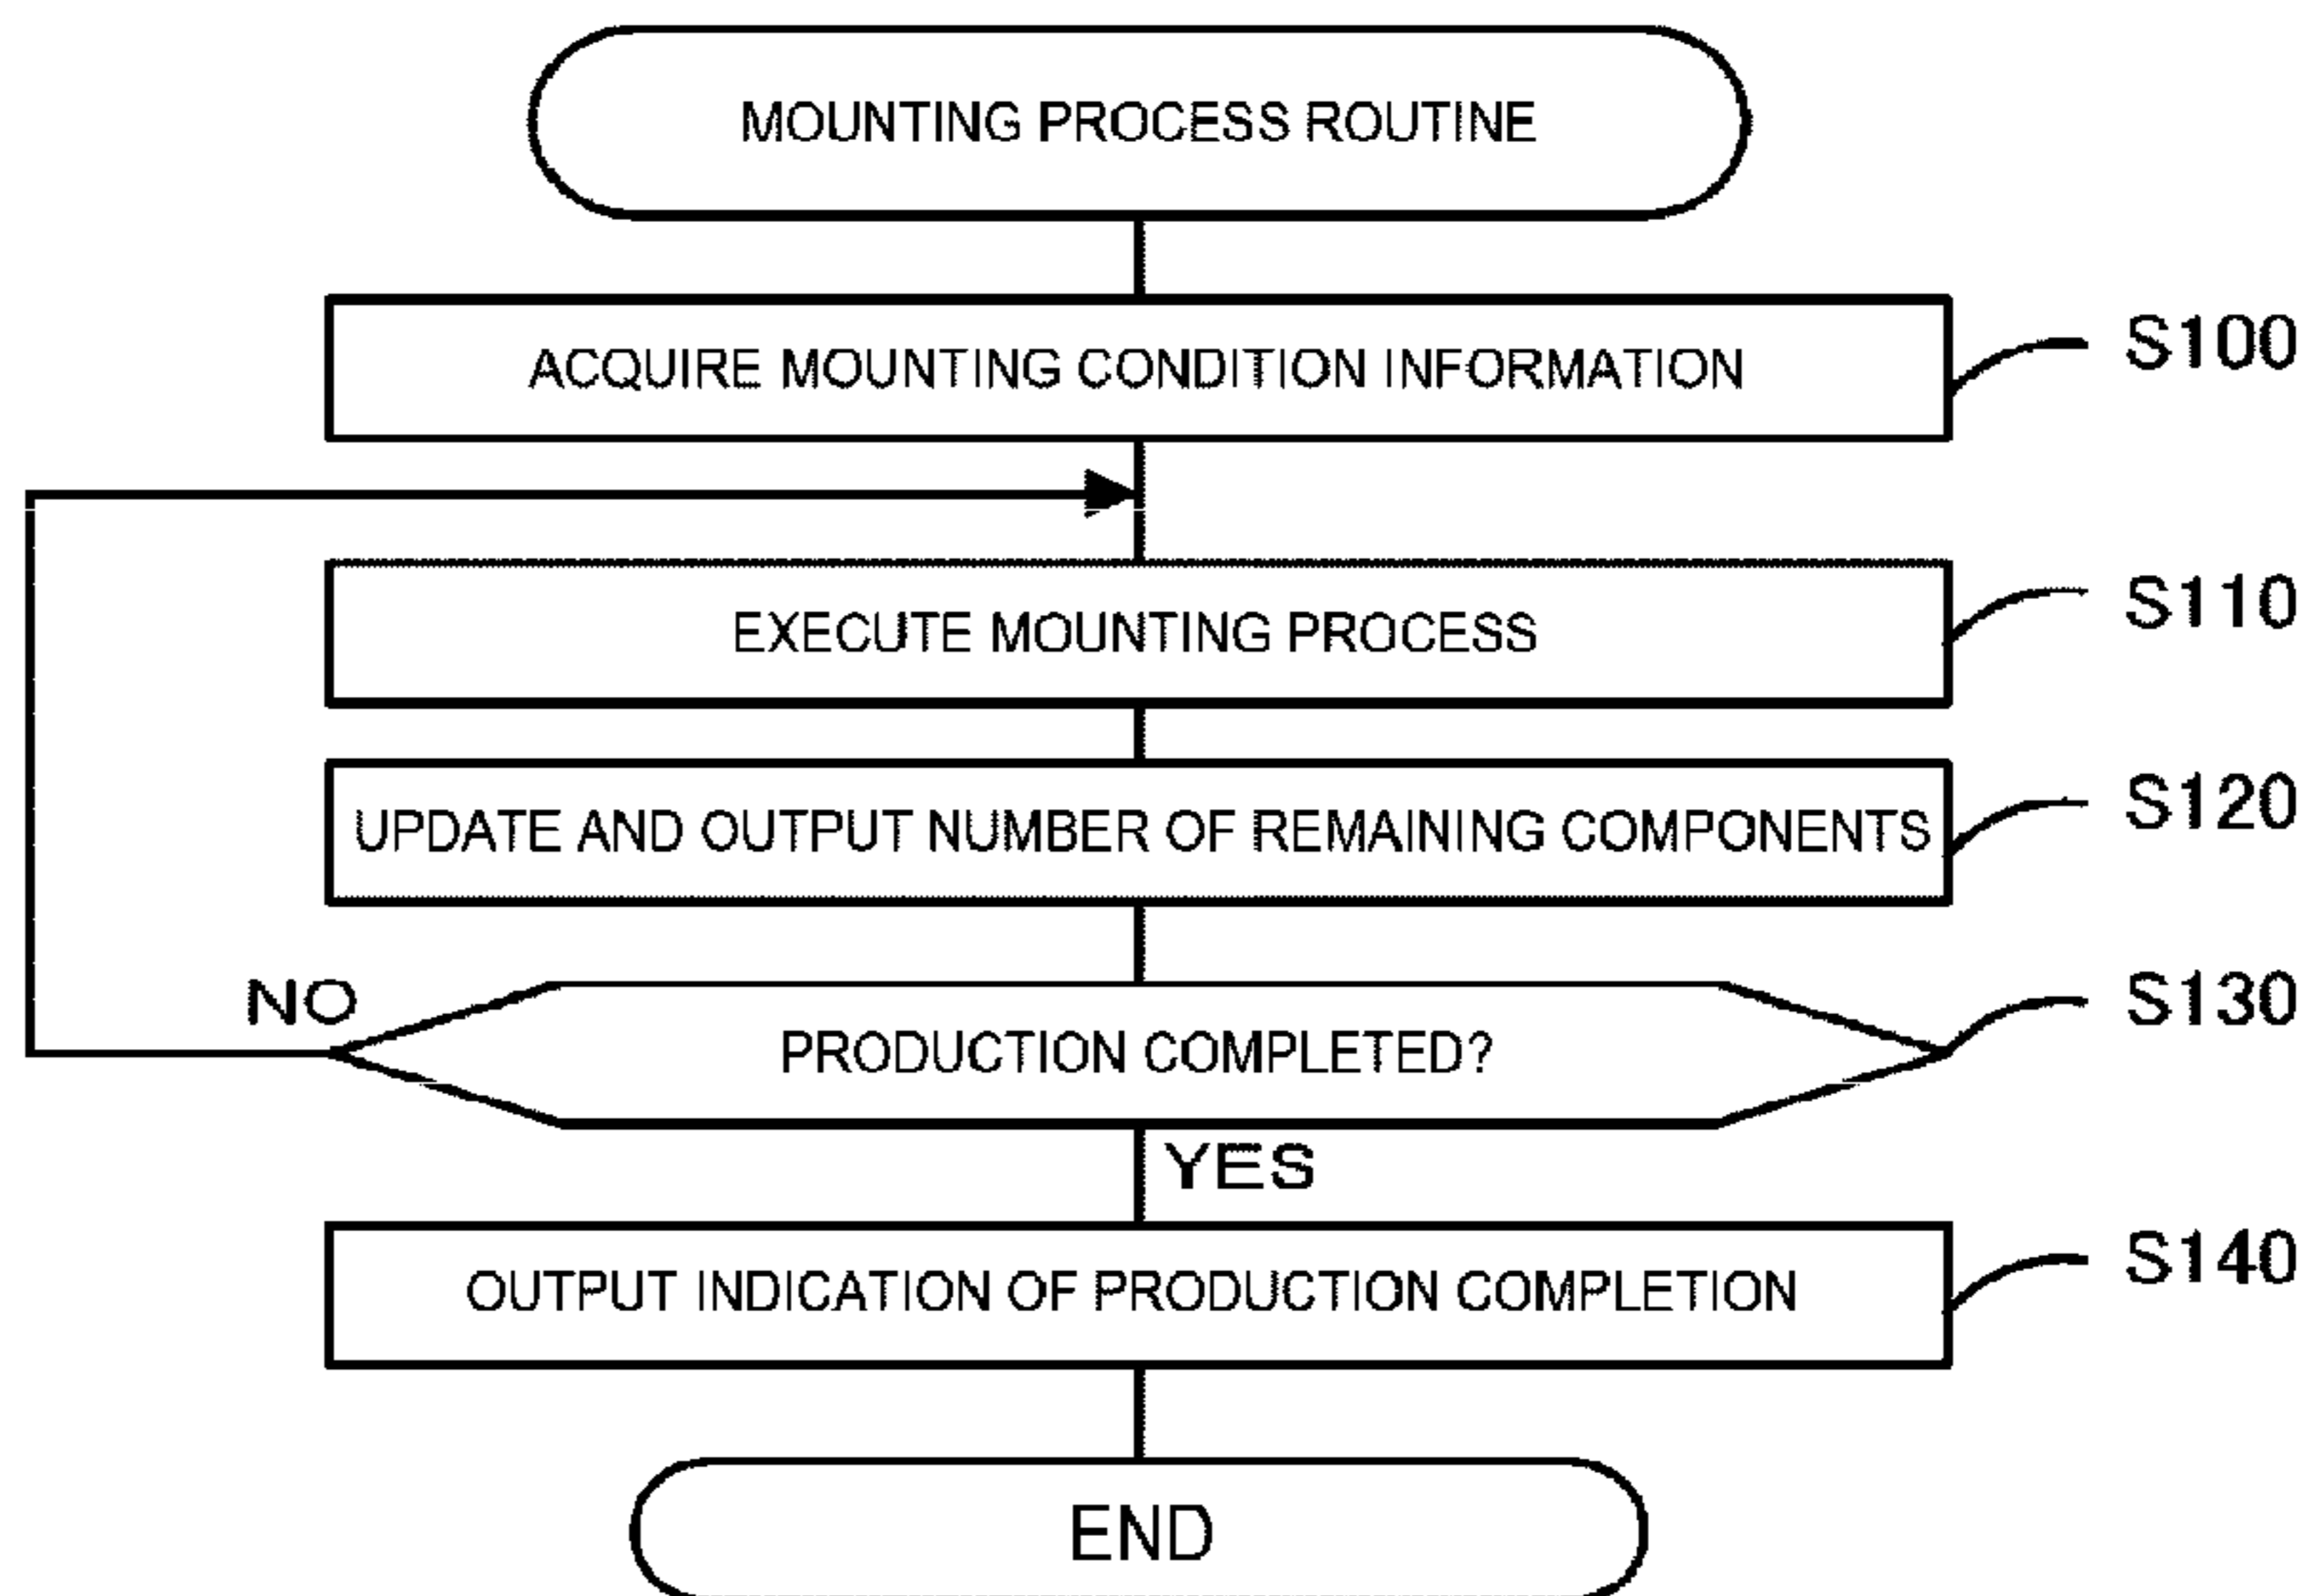 MOUNTING PROCESS ROUTINE
ACQUIRE MOUNTING CONDITION INFORMATION
S100
EXECUTE MOUNTING PROCESS
S110
UPDATE AND OUTPUT NUMBER OF REMAINING COMPONENTS
S120
NO
PRODUCTION COMPLETED?
S130
YES
OUTPUT INDICATION OF PRODUCTION COMPLETION
S140
END